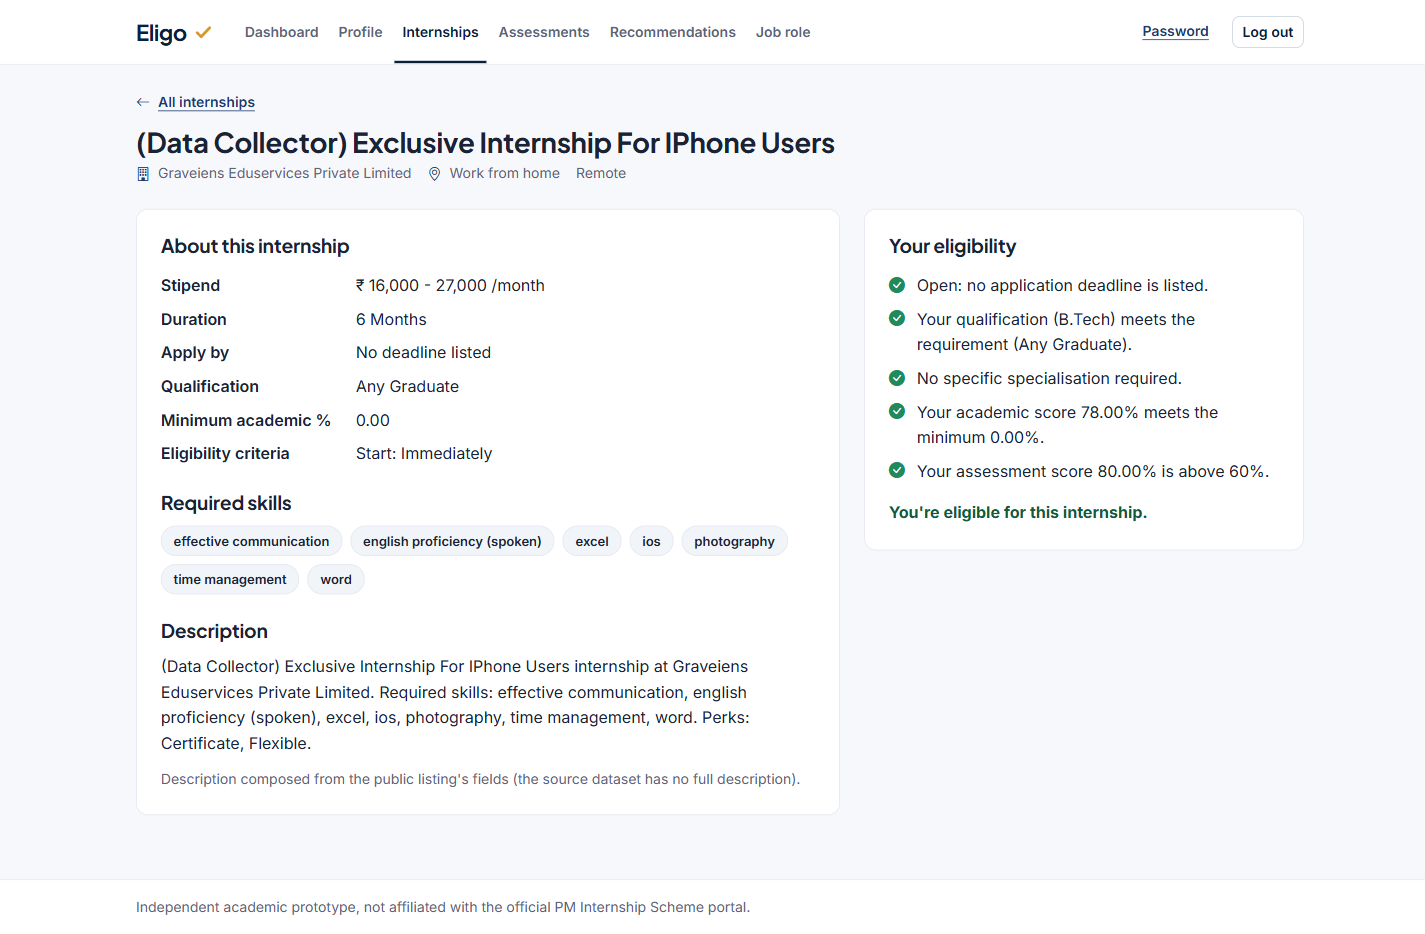 Eligo
Dashboard
Profile
Internships
Assessments
Recommendations
Job role
Password
Log out
All internships
(Data Collector) Exclusive Internship For IPhone Users
Graveiens Eduservices Private Limited
Work from home
Remote
About this internship
Stipend ₹ 16,000 - 27,000 /month
Duration 6 Months
Apply by No deadline listed
Qualification Any Graduate
Minimum academic % 0.00
Eligibility criteria Start: Immediately
Required skills
effective communication
english proficiency (spoken)
excel
ios
photography
time management
word
Description
(Data Collector) Exclusive Internship For IPhone Users internship at Graveiens
Eduservices Private Limited. Required skills: effective communication, english
proficiency (spoken), excel, ios, photography, time management, word. Perks:
Certificate, Flexible.
Description composed from the public listing's fields (the source dataset has no full description).
Your eligibility
Open: no application deadline is listed.
Your qualification (B.Tech) meets the
requirement (Any Graduate).
No specific specialisation required.
Your academic score 78.00% meets the
minimum 0.00%.
Your assessment score 80.00% is above 60%.
You're eligible for this internship.
Independent academic prototype, not affiliated with the official PM Internship Scheme portal.